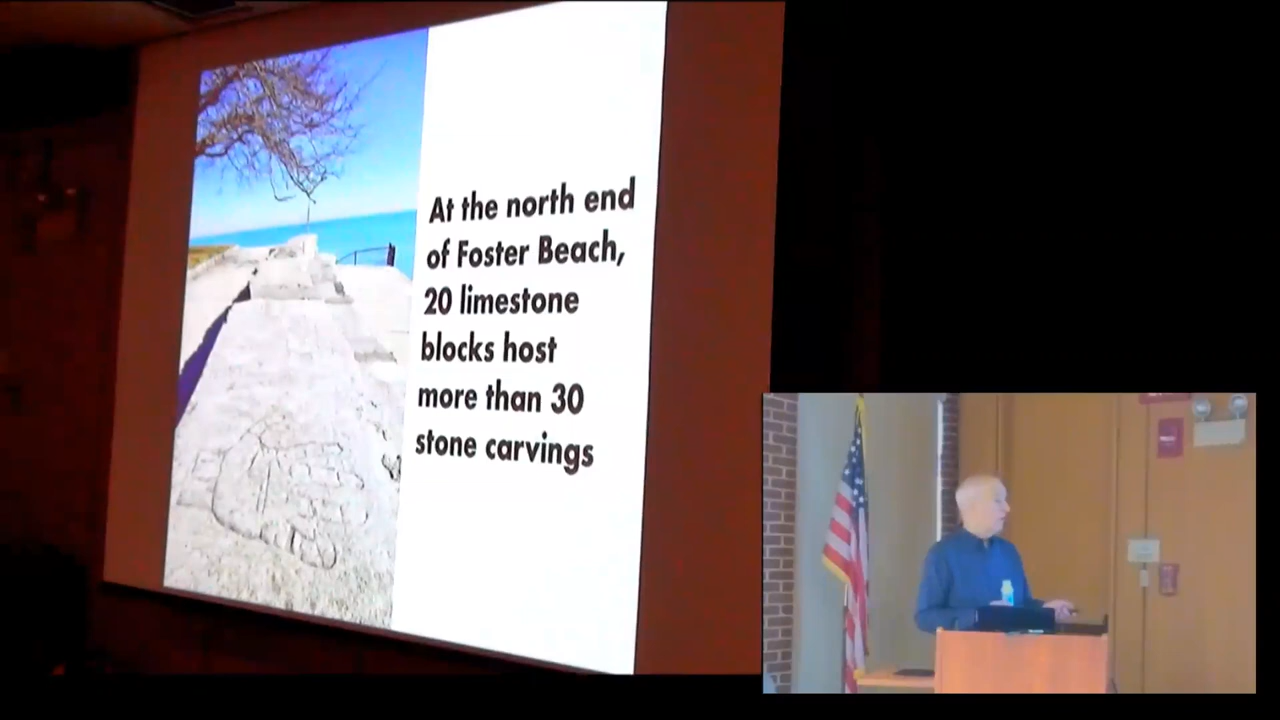 At the north end
of Foster Beach,
20 limestone
blocks host
more than 30
stone carvings